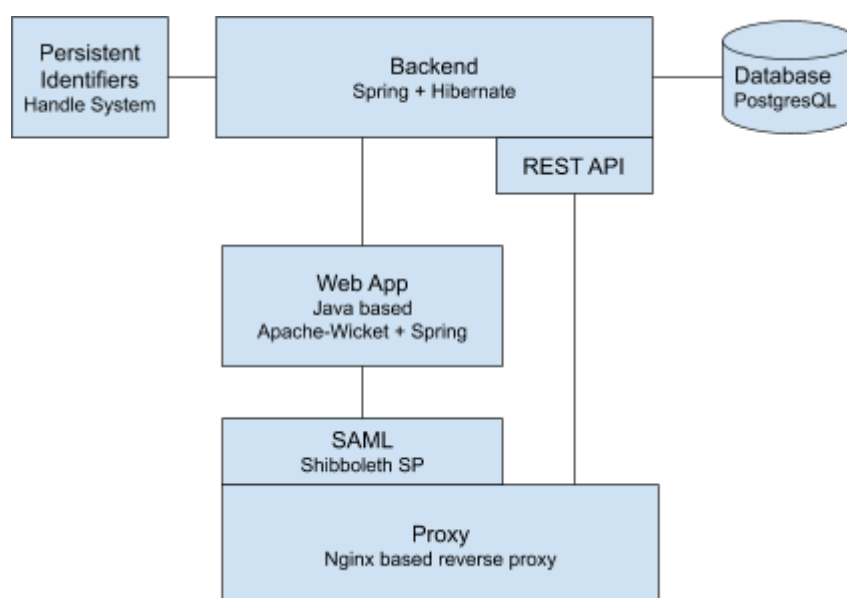 Persistent
Identifiers
Handle System
Backend
Spring + Hibernate
Database
PostgresQL
REST API
Web App
Java based
Apache-Wicket + Spring
SAML
Shibboleth SP
Proxy
Nginx based reverse proxy